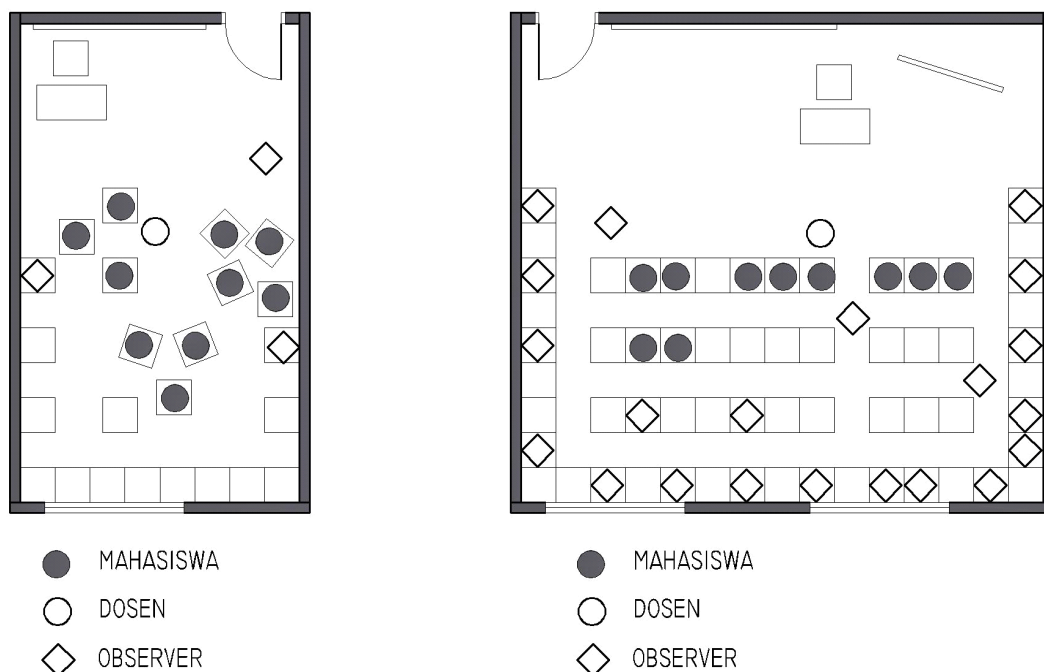 MAHASISWA
DOSEN
OBSERVER
MAHASISWA
DOSEN
OBSERVER